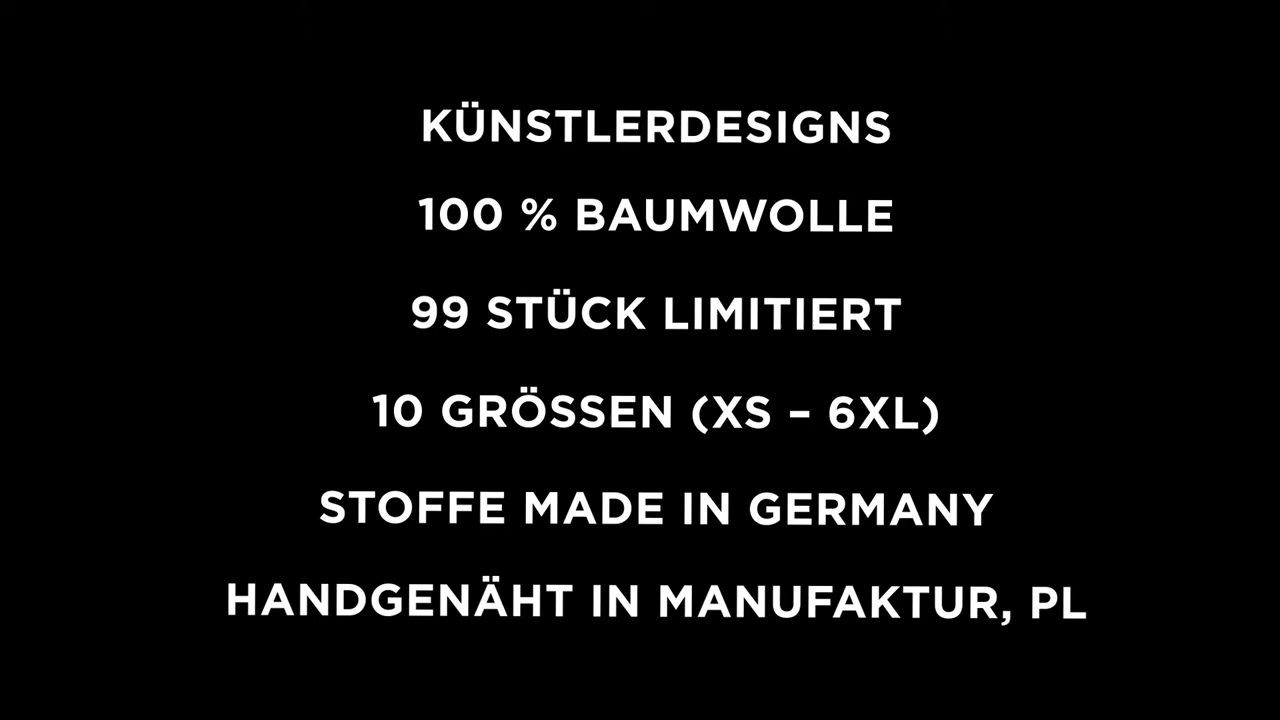 KÜNSTLERDESIGNS
100 % BAUMWOLLE
99 STÜCK LIMITIERT
10 GRÖSSEN (XS – 6XL)
STOFFE MADE IN GERMANY
HANDGENÄHT IN MANUFAKTUR, PL